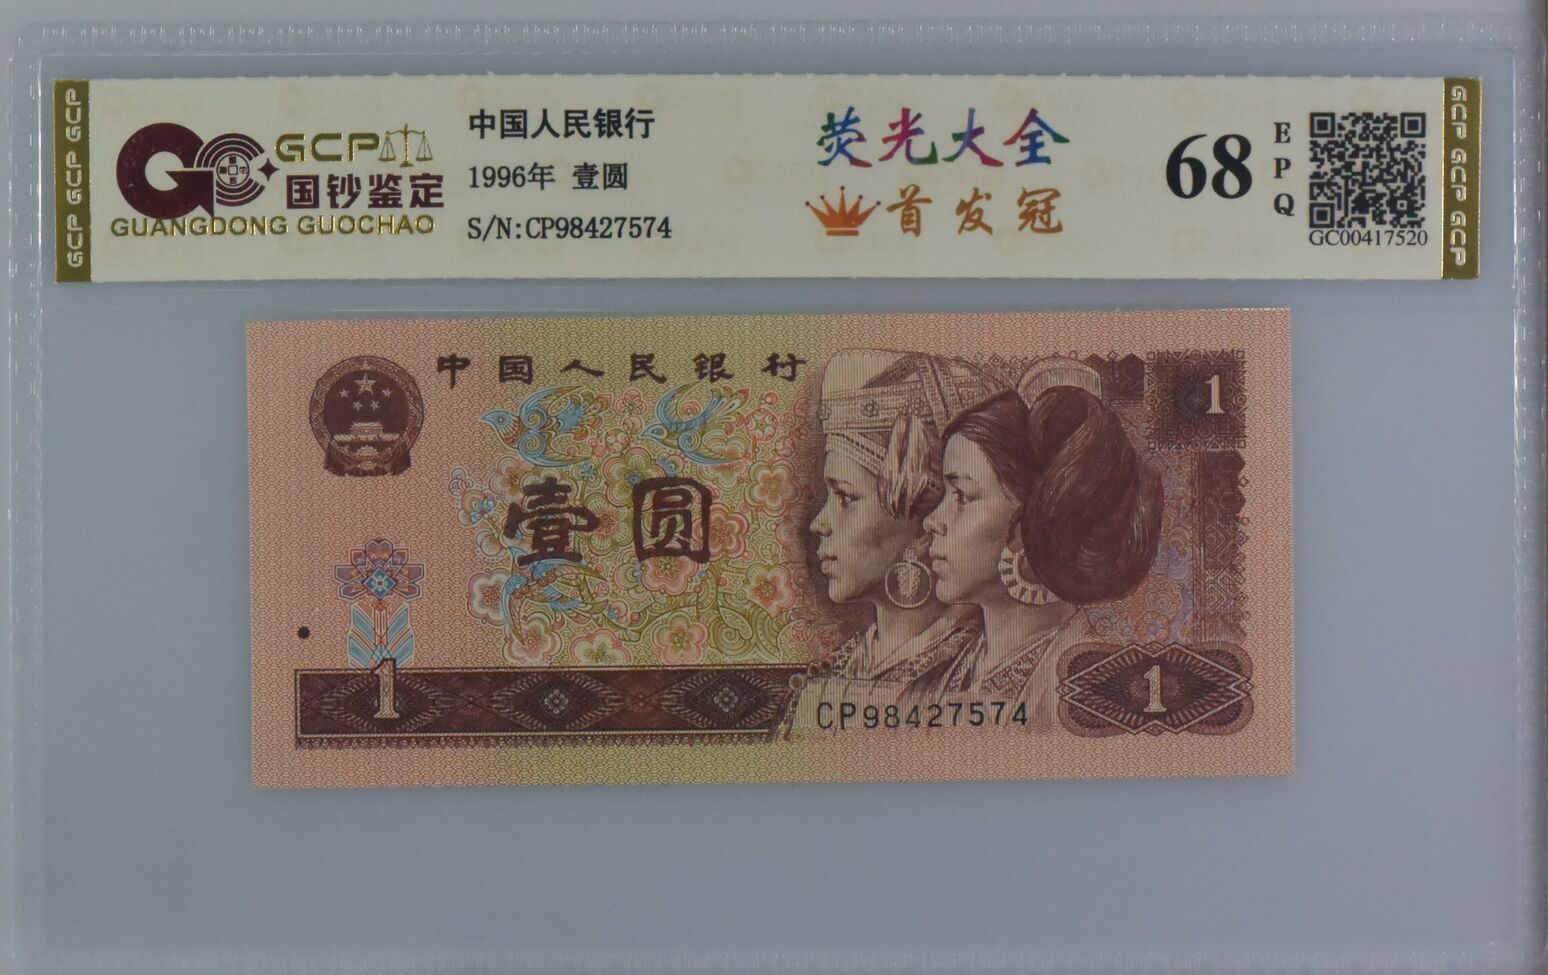 GCP GCP GCP
GCP
国钞鉴定
GUANGDONG GUOCHAO
中国人民银行
1996年 壹圆
S/N:CP98427574
荧光大全
首发冠
68
EPQ
GC00417520
GCP GCP GCP
中国人民银行
1
壹圆
1
CP98427574
1